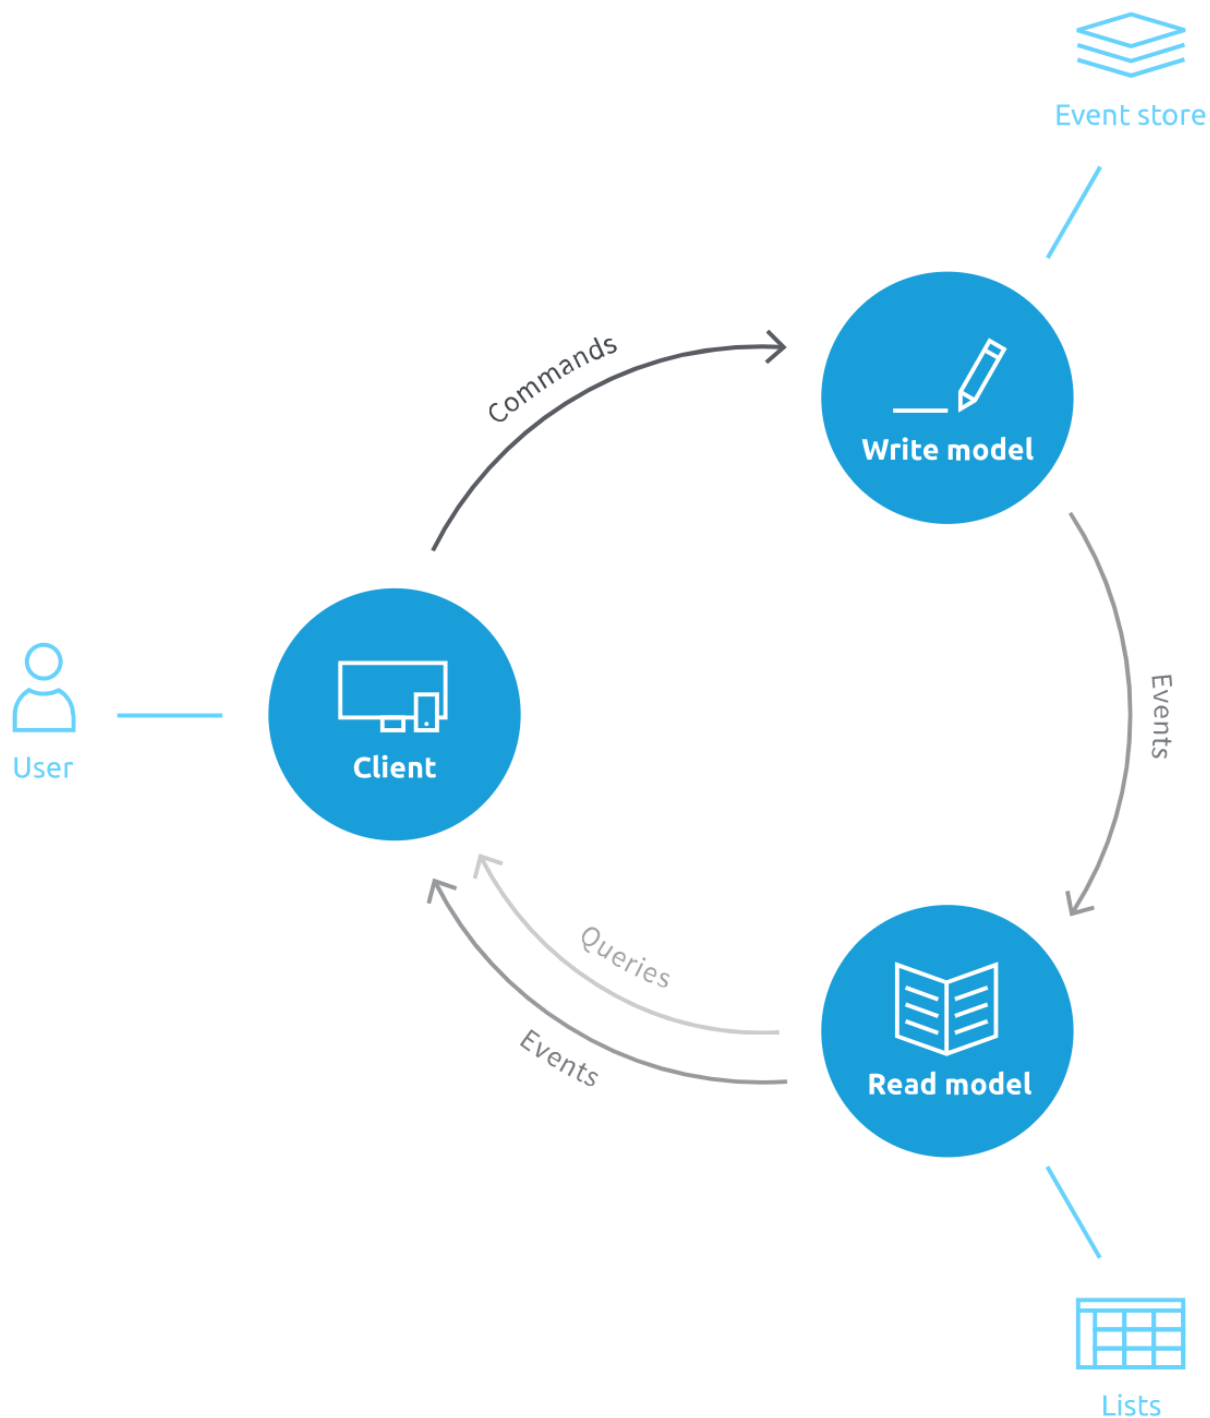 Event store
Commands
Write model
Events
User
Client
Queries
Events
Read model
Lists